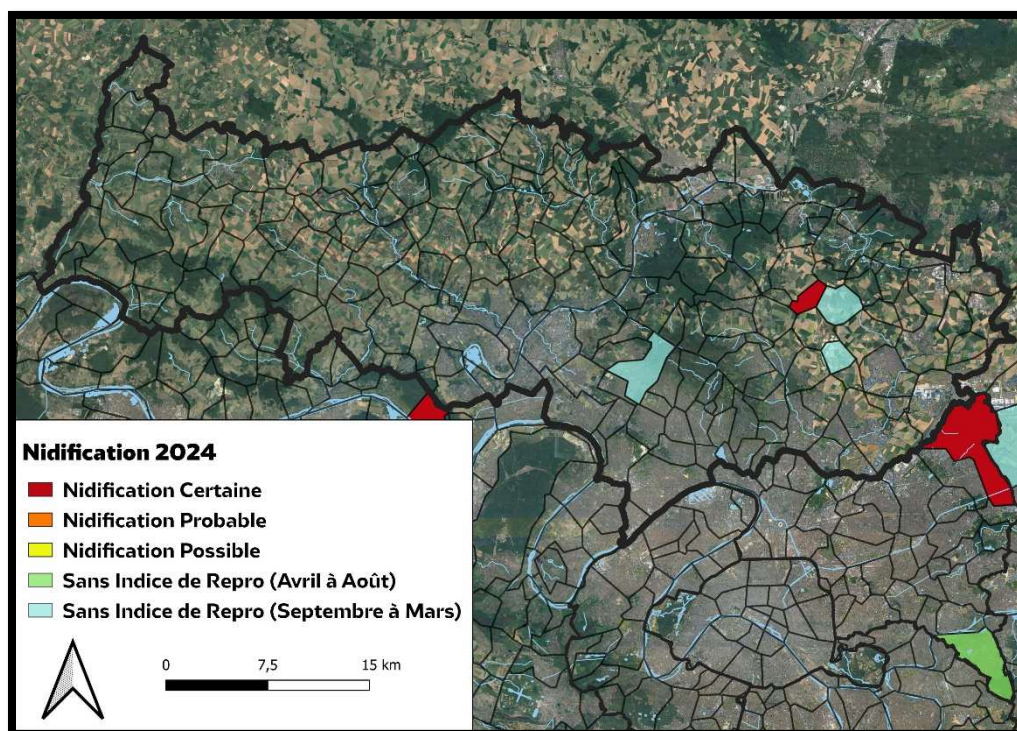 Nidification 2024
Nidification Certaine
Nidification Probable
Nidification Possible
Sans Indice de Repro (Avril à Août)
Sans Indice de Repro (Septembre à Mars)
0 7,5 15 km